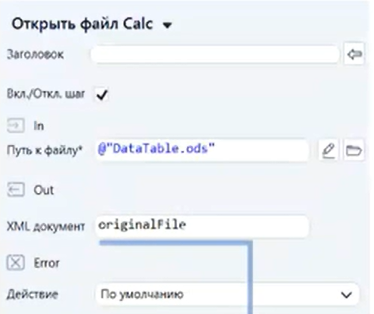 Открыть файл Calc
Заголовок
Вкл./Откл. шаг
In
Путь к файлу* @"DataTable.ods"
Out
XML документ originalFile
Error
Действие По умолчанию